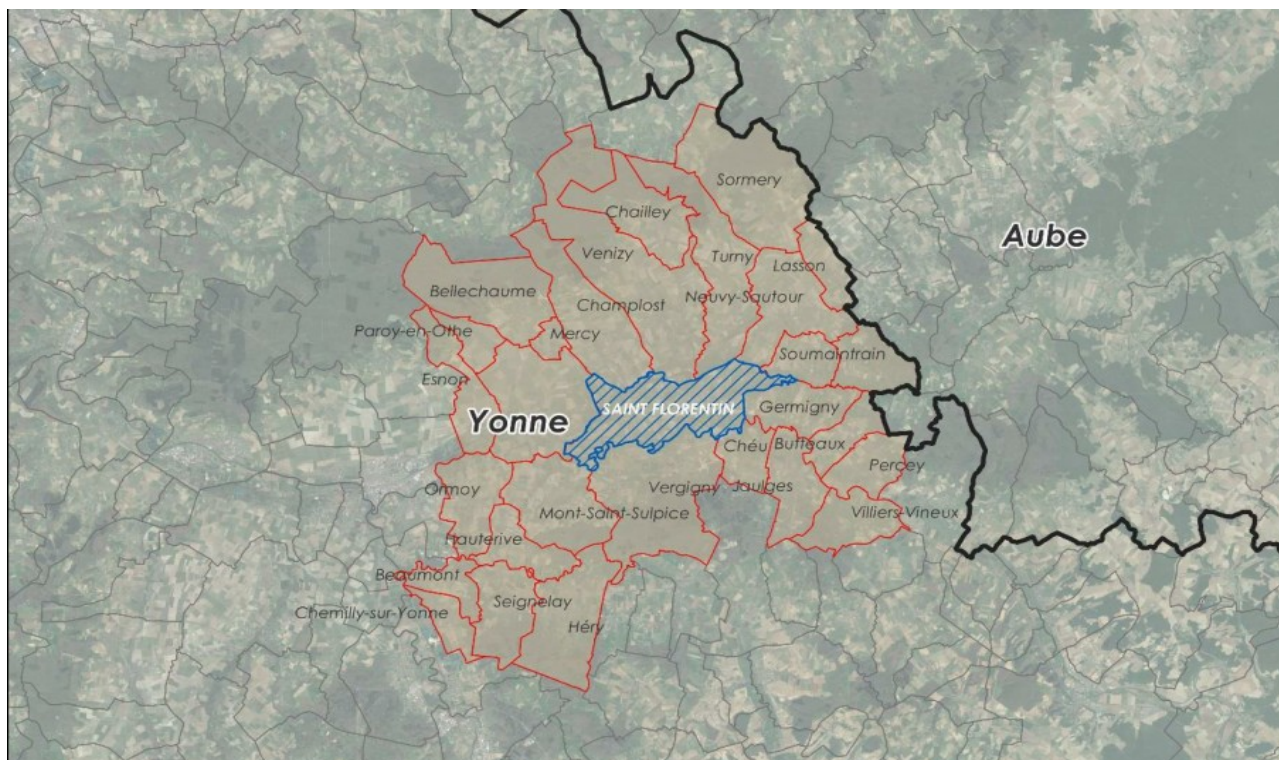 Sormery
Chailley
Aube
Venizy
Turny
Lasson
Bellechaume
Champlost
Neuvy-Sautour
Paroy-en-Othe
Mercy
Soumaintrain
Esnon
Yonne
SAINT FLORENTIN
Germigny
Chéu
Butteaux
Percey
Ormoy
Vergigny
Jaulges
Mont-Saint-Sulpice
Villiers-Vineux
Hauterive
Beaumont
Seignelay
Chemilly-sur-Yonne
Héry